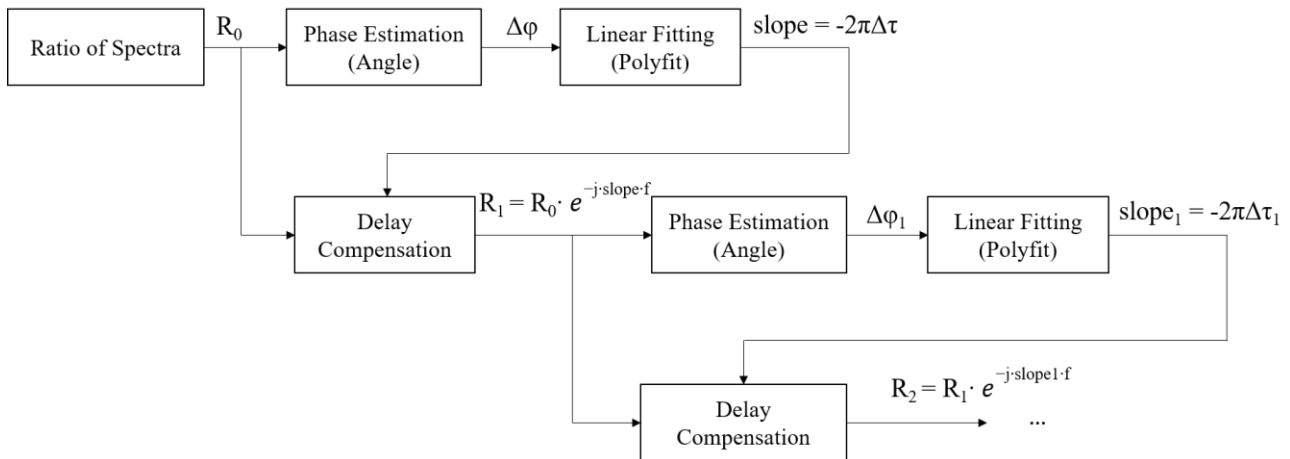 Ratio of Spectra
R₀
Phase Estimation
(Angle)
Δφ
Linear Fitting
(Polyfit)
slope = -2πΔτ
Delay
Compensation
R₁ = R₀· e^−j·slope·f
Phase Estimation
(Angle)
Δφ₁
Linear Fitting
(Polyfit)
slope₁ = -2πΔτ₁
Delay
Compensation
R₂ = R₁· e^−j·slope1·f
...